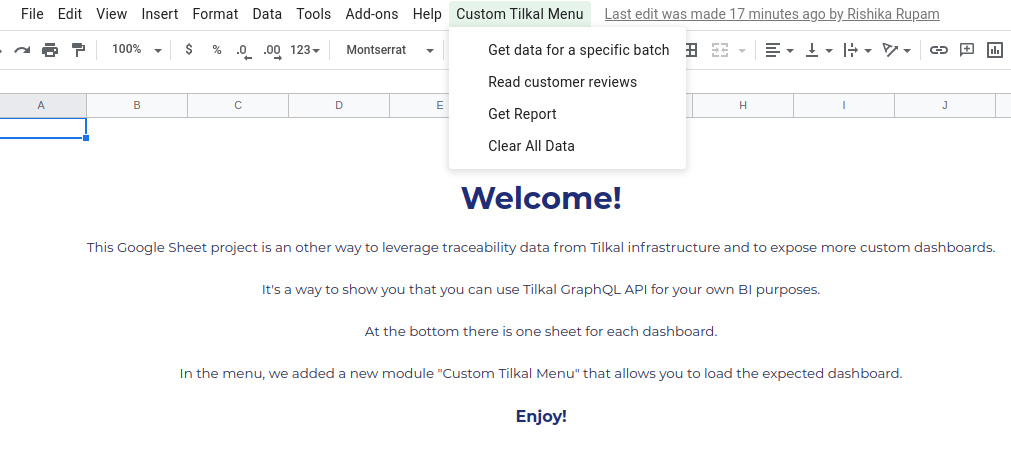 File Edit View Insert Format Data Tools Add-ons Help Custom Tilkal Menu Last edit was made 17 minutes ago by Rishika Rupam
100% $ % .0 .00 123 Montserrat
Get data for a specific batch
Read customer reviews
Get Report
Clear All Data
A B C D E H I J
Welcome!
This Google Sheet project is an other way to leverage traceability data from Tilkal infrastructure and to expose more custom dashboards.
It's a way to show you that you can use Tilkal GraphQL API for your own BI purposes.
At the bottom there is one sheet for each dashboard.
In the menu, we added a new module "Custom Tilkal Menu" that allows you to load the expected dashboard.
Enjoy!